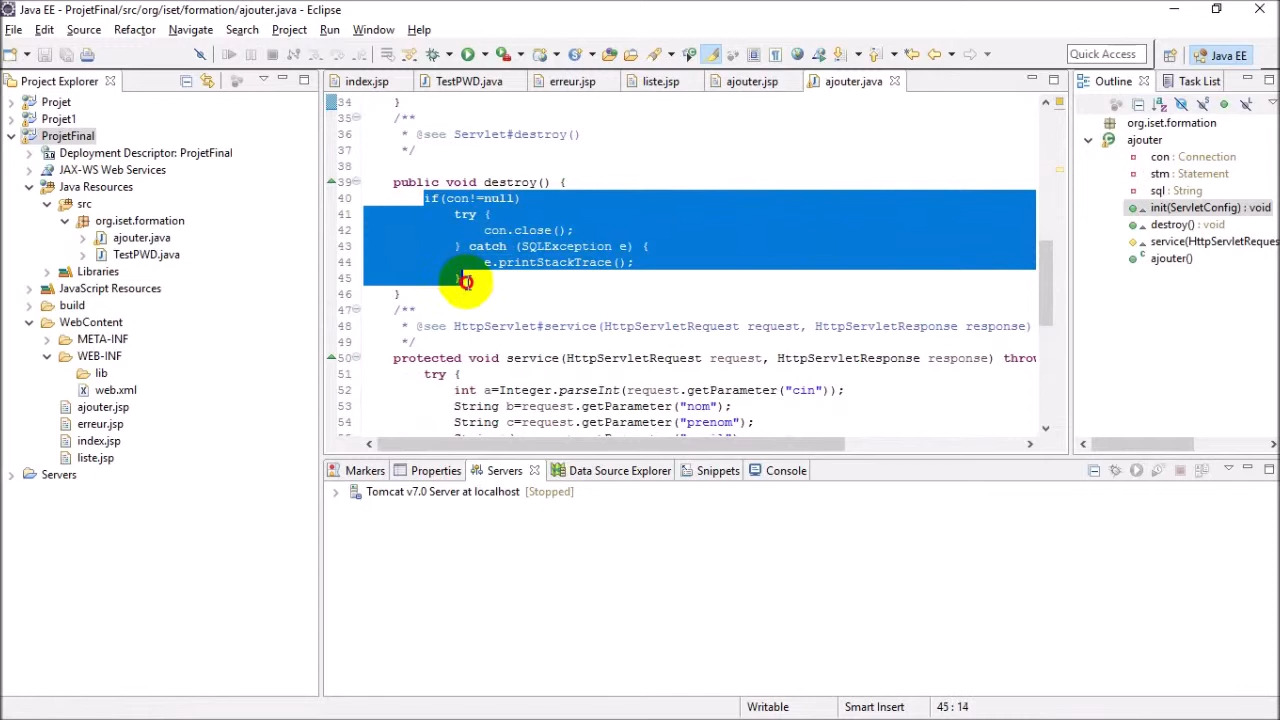 Java EE - ProjetFinal/src/org/iset/formation/ajouter.java - Eclipse
File Edit Source Refactor Navigate Search Project Run Window Help
Quick Access Java EE
Project Explorer
Projet
Projet1
ProjetFinal
Deployment Descriptor: ProjetFinal
JAX-WS Web Services
Java Resources
src
org.iset.formation
ajouter.java
TestPWD.java
Libraries
JavaScript Resources
build
WebContent
META-INF
WEB-INF
lib
web.xml
ajouter.jsp
erreur.jsp
index.jsp
liste.jsp
Servers
index.jsp TestPWD.java erreur.jsp liste.jsp ajouter.jsp ajouter.java
34 }
35 /**
36 * @see Servlet#destroy()
37 */
38
39 public void destroy() {
40 if(con!=null)
41 try {
42 con.close();
43 } catch (SQLException e) {
44 e.printStackTrace();
45 }
46 }
47 /**
48 * @see HttpServlet#service(HttpServletRequest request, HttpServletResponse response)
49 */
50 protected void service(HttpServletRequest request, HttpServletResponse response) throw
51 try {
52 int a=Integer.parseInt(request.getParameter("cin"));
53 String b=request.getParameter("nom");
54 String c=request.getParameter("prenom");
Outline Task List
org.iset.formation
ajouter
con : Connection
stm : Statement
sql : String
init(ServletConfig) : void
destroy() : void
service(HttpServletReques
ajouter()
Markers Properties Servers Data Source Explorer Snippets Console
Tomcat v7.0 Server at localhost [Stopped]
Writable Smart Insert 45 : 14